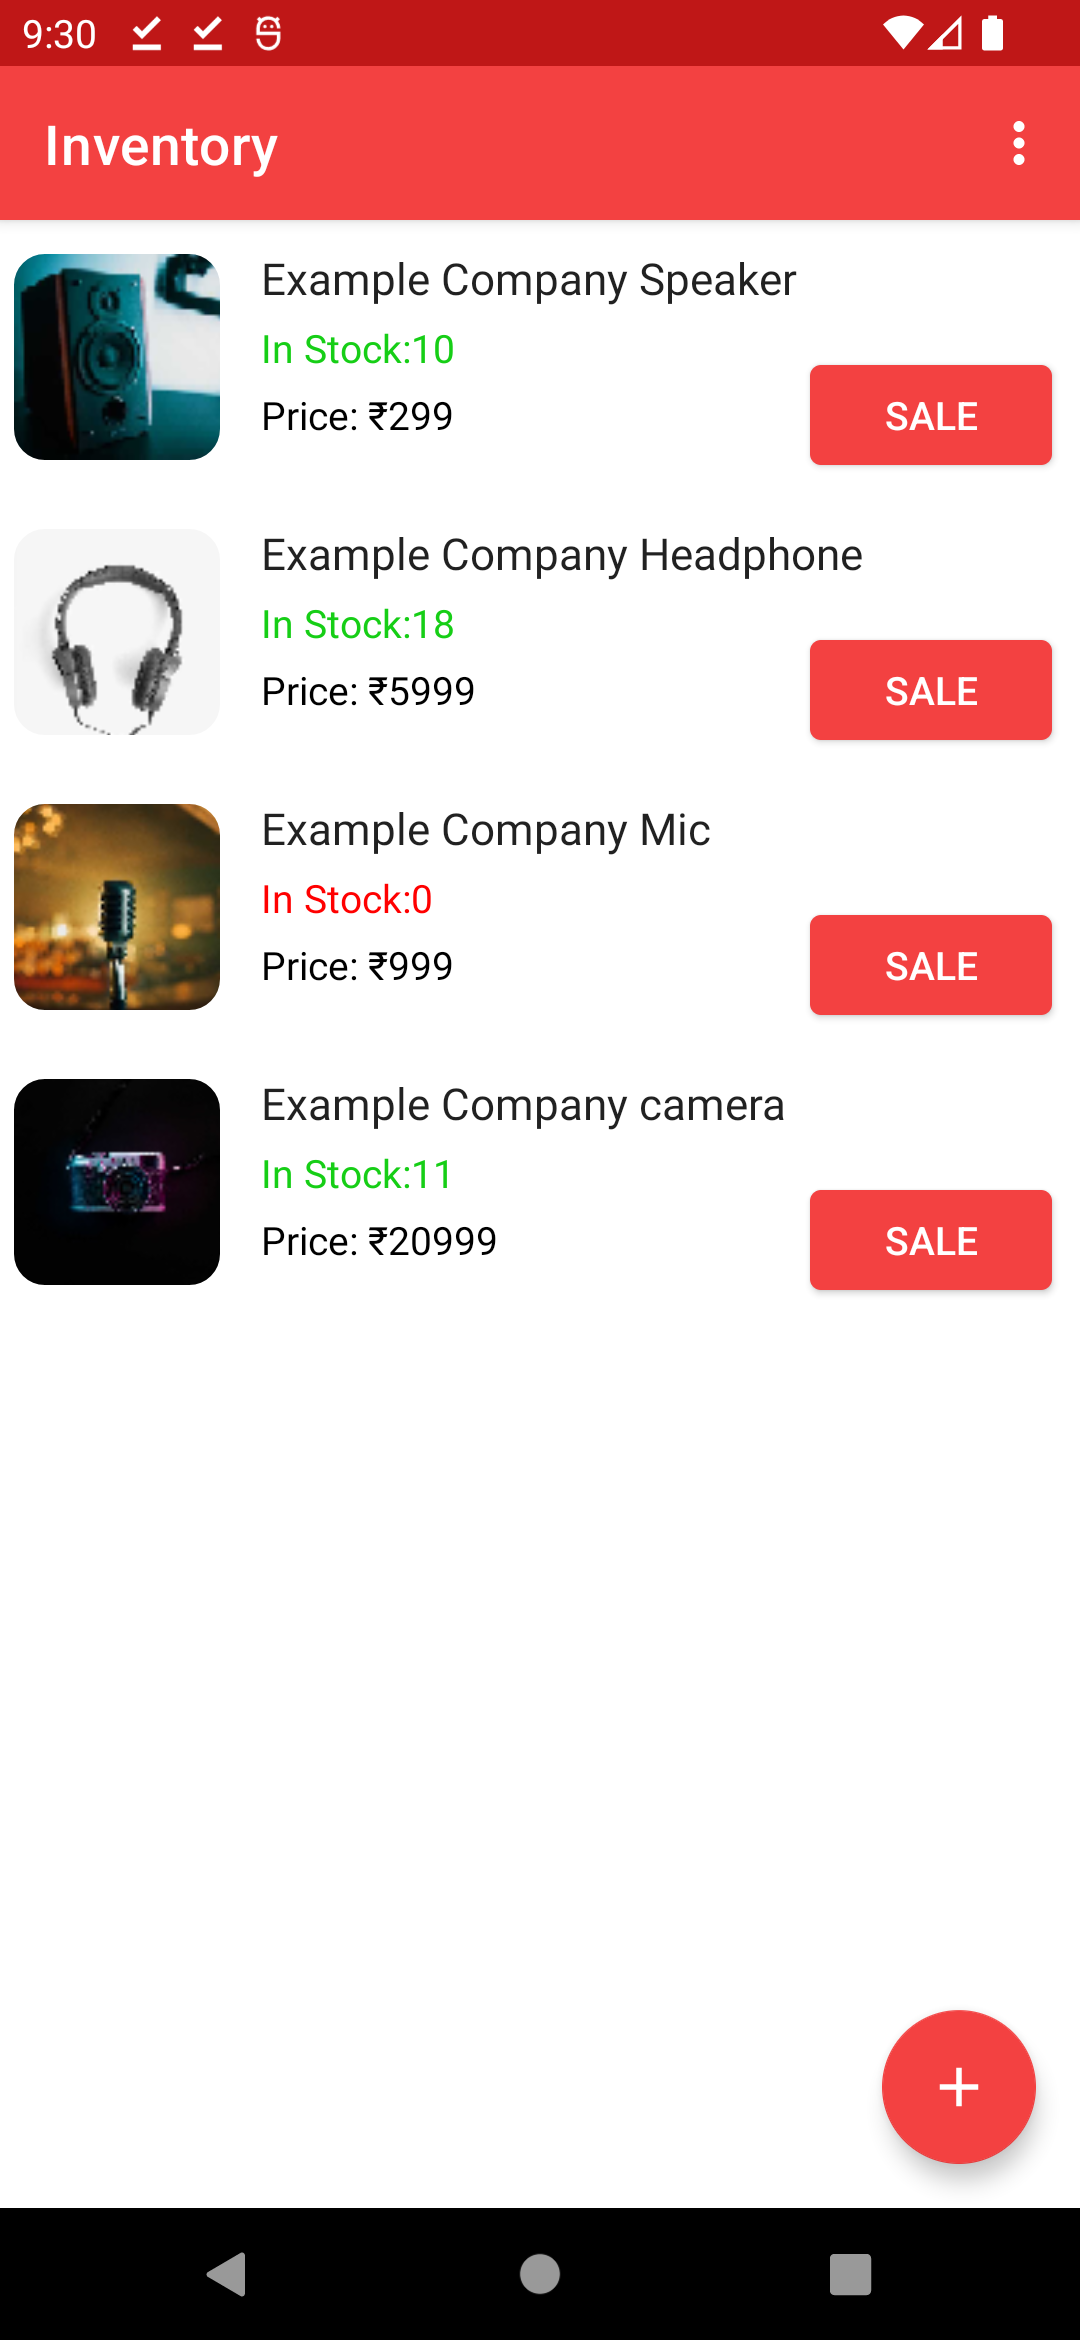 9:30
Inventory
Example Company Speaker
In Stock:10
Price: ₹299
SALE
Example Company Headphone
In Stock:18
Price: ₹5999
SALE
Example Company Mic
In Stock:0
Price: ₹999
SALE
Example Company camera
In Stock:11
Price: ₹20999
SALE